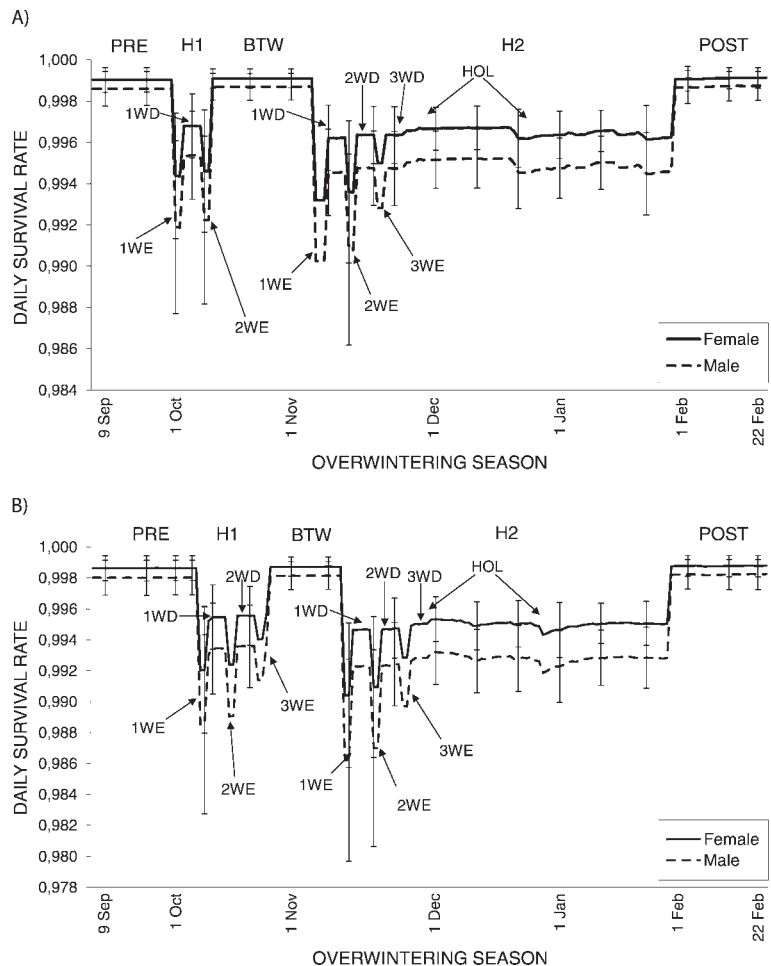 A)
PRE H1 BTW H2 POST
1,000
0,998
0,996
0,994
0,992
0,990
0,988
0,986
0,984
DAILY SURVIVAL RATE
1WD
1WE
2WE
1WD
2WD
3WD
HOL
1WE
2WE
3WE
Female
Male
9 Sep
1 Oct
1 Nov
1 Dec
1 Jan
1 Feb
22 Feb
OVERWINTERING SEASON
B)
PRE H1 BTW H2 POST
1,000
0,998
0,996
0,994
0,992
0,990
0,988
0,986
0,984
0,982
0,980
0,978
DAILY SURVIVAL RATE
1WD
2WD
1WE
2WE
3WE
1WD
2WD
3WD
HOL
1WE
2WE
3WE
Female
Male
9 Sep
1 Oct
1 Nov
1 Dec
1 Jan
1 Feb
22 Feb
OVERWINTERING SEASON